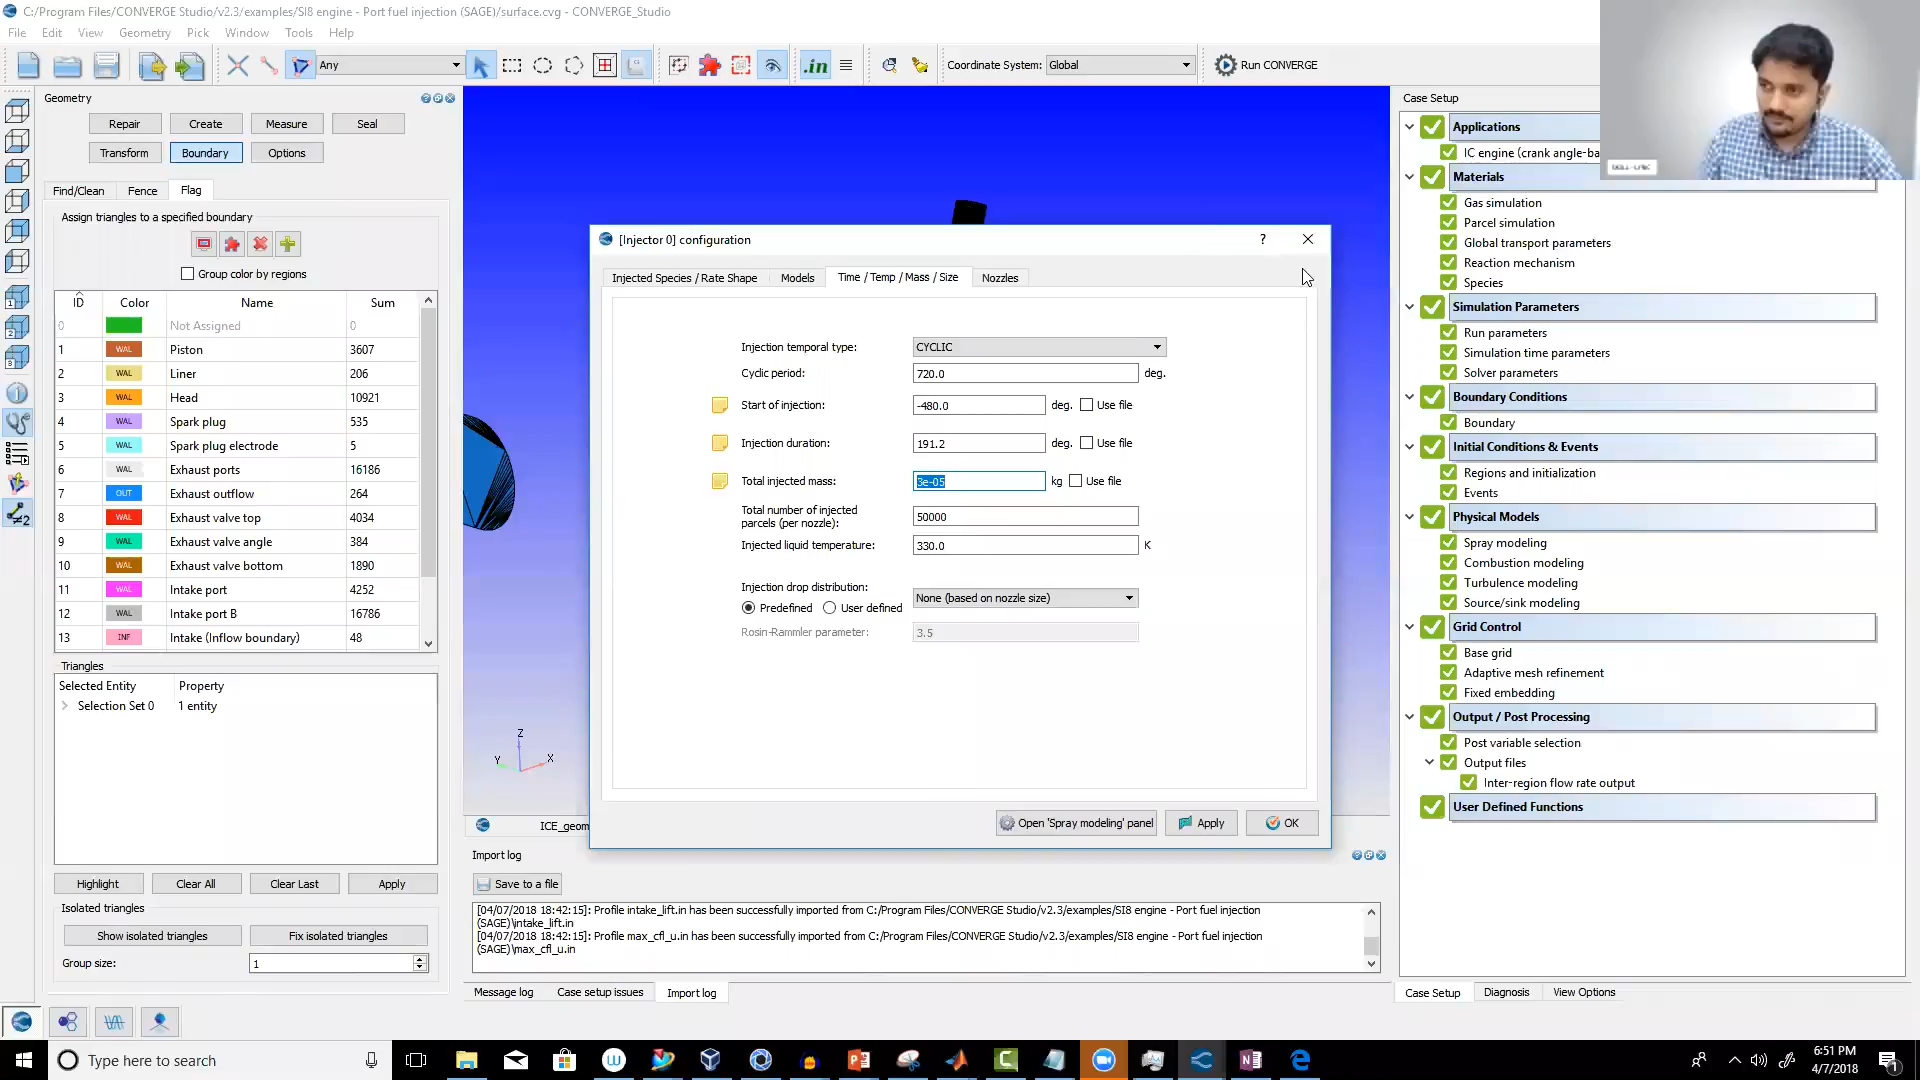 C:/Program Files/CONVERGE Studio/v2.3/examples/SI8 engine - Port fuel injection (SAGE)/surface.cvg - CONVERGE_Studio
File Edit View Geometry Pick Window Tools Help
Any
.in
Coordinate System: Global
Run CONVERGE
Geometry
Repair Create Measure Seal
Transform Boundary Options
Find/Clean Fence Flag
Assign triangles to a specified boundary
Group color by regions
ID Color Name Sum
0 Not Assigned 0
1 WAL Piston 3607
2 WAL Liner 206
3 WAL Head 10921
4 WAL Spark plug 535
5 WAL Spark plug electrode 5
6 WAL Exhaust ports 16186
7 OUT Exhaust outflow 264
8 WAL Exhaust valve top 4034
9 WAL Exhaust valve angle 384
10 WAL Exhaust valve bottom 1890
11 WAL Intake port 4252
12 WAL Intake port B 16786
13 INF Intake (Inflow boundary) 48
Triangles
Selected Entity Property
Selection Set 0 1 entity
Highlight Clear All Clear Last Apply
Isolated triangles
Show isolated triangles Fix isolated triangles
Group size: 1
Z
Y X
ICE_geom
[Injector 0] configuration
?
Injected Species / Rate Shape Models Time / Temp / Mass / Size Nozzles
Injection temporal type: CYCLIC
Cyclic period: 720.0 deg.
Start of injection: -480.0 deg. Use file
Injection duration: 191.2 deg. Use file
Total injected mass: 3e-05 kg Use file
Total number of injected
parcels (per nozzle): 50000
Injected liquid temperature: 330.0 K
Injection drop distribution:
Predefined User defined None (based on nozzle size)
Rosin-Rammler parameter: 3.5
Open 'Spray modeling' panel Apply OK
Import log
Save to a file
[04/07/2018 18:42:15]: Profile intake_lift.in has been successfully imported from C:/Program Files/CONVERGE Studio/v2.3/examples/SI8 engine - Port fuel injection
(SAGE)\intake_lift.in
[04/07/2018 18:42:15]: Profile max_cfl_u.in has been successfully imported from C:/Program Files/CONVERGE Studio/v2.3/examples/SI8 engine - Port fuel injection
(SAGE)\max_cfl_u.in
Message log Case setup issues Import log
Case Setup
Applications
IC engine (crank angle-ba
Materials
Gas simulation
Parcel simulation
Global transport parameters
Reaction mechanism
Species
Simulation Parameters
Run parameters
Simulation time parameters
Solver parameters
Boundary Conditions
Boundary
Initial Conditions & Events
Regions and initialization
Events
Physical Models
Spray modeling
Combustion modeling
Turbulence modeling
Source/sink modeling
Grid Control
Base grid
Adaptive mesh refinement
Fixed embedding
Output / Post Processing
Post variable selection
Output files
Inter-region flow rate output
User Defined Functions
Case Setup Diagnosis View Options
SKILL-LYNC
Type here to search
6:51 PM
4/7/2018
1